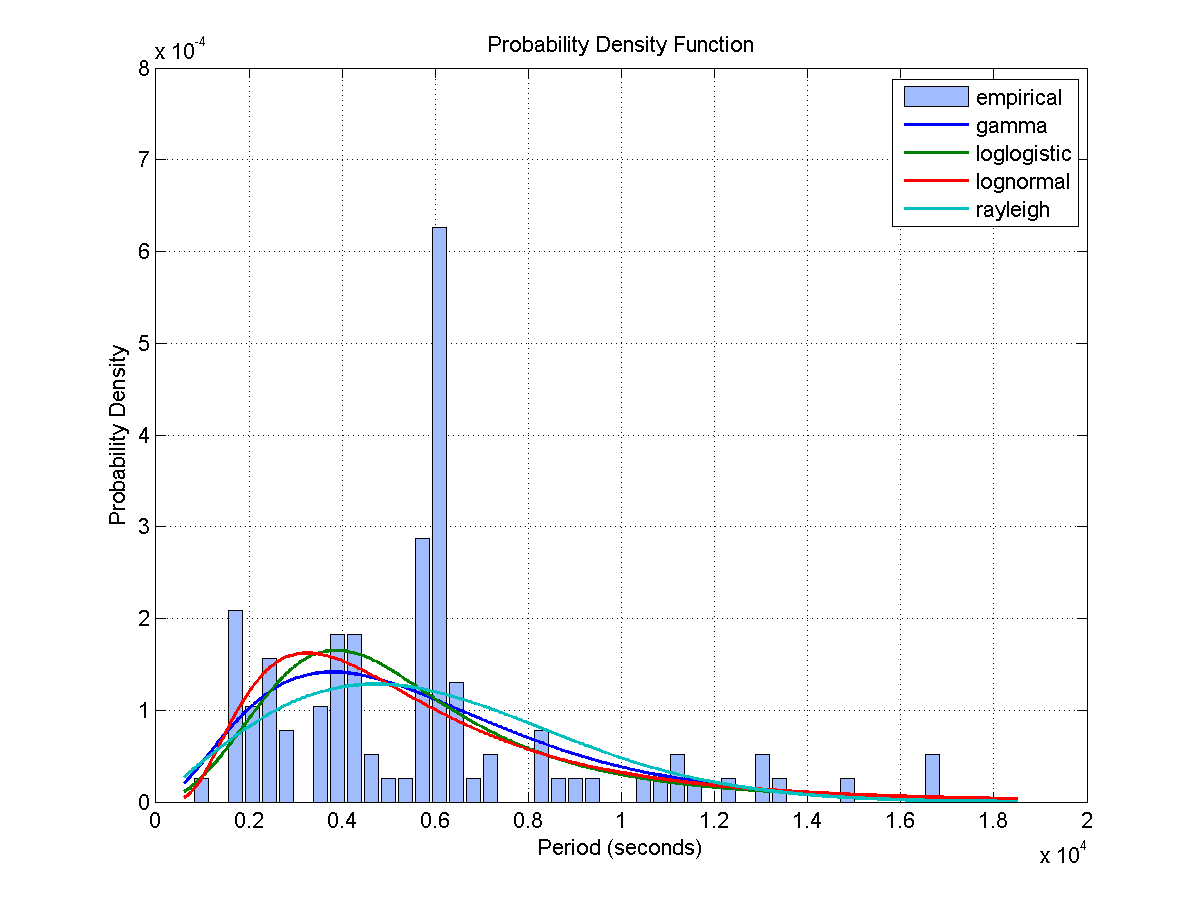 Probability Density Function
x 10^-4
8
7
6
5
4
3
2
1
0
Probability Density
empirical
gamma
loglogistic
lognormal
rayleigh
0 0.2 0.4 0.6 0.8 1 1.2 1.4 1.6 1.8 2
Period (seconds)
x 10^4